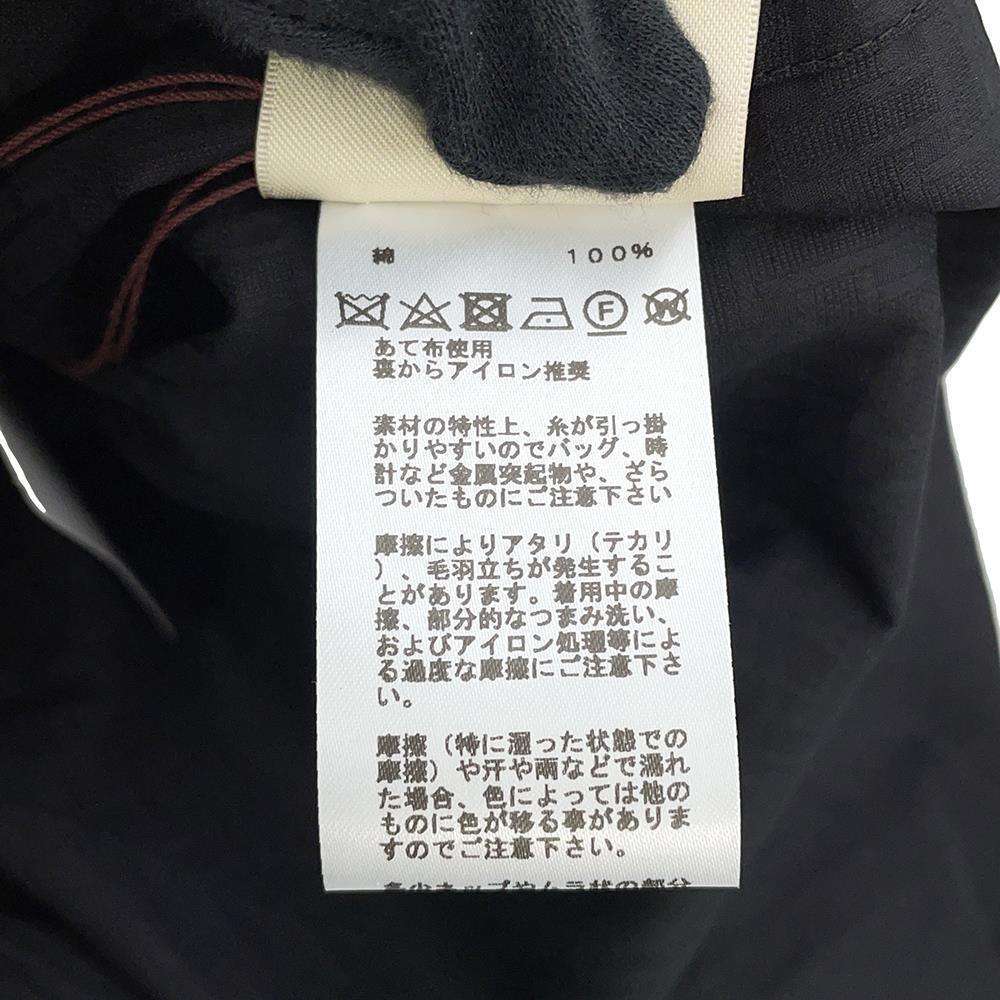 綿 100%
F W
あて布使用
裏からアイロン推奨
素材の特性上、糸が引っ掛
かりやすいのでバッグ、時
計など金属突起物や、ざら
ついたものにご注意下さい
摩擦によりアタリ（テカリ
）、毛羽立ちが発生するこ
とがあります。着用中の摩
擦、部分的なつまみ洗い、
およびアイロン処理等によ
る過度な摩擦にご注意下さ
い。
摩擦（特に湿った状態での
摩擦）や汗や雨などで濡れ
た場合、色によっては他の
ものに色が移る事がありま
すのでご注意下さい。